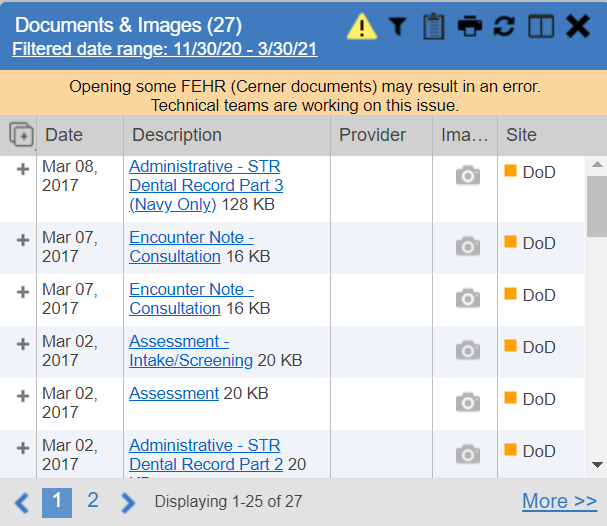 Documents & Images (27)
Filtered date range: 11/30/20 - 3/30/21
Opening some FEHR (Cerner documents) may result in an error.
Technical teams are working on this issue.
Date Description Provider Ima… Site
Mar 08, 2017 Administrative - STR Dental Record Part 3 (Navy Only) 128 KB DoD
Mar 07, 2017 Encounter Note - Consultation 16 KB DoD
Mar 07, 2017 Encounter Note - Consultation 16 KB DoD
Mar 02, 2017 Assessment - Intake/Screening 20 KB DoD
Mar 02, 2017 Assessment 20 KB DoD
Mar 02, 2017 Administrative - STR Dental Record Part 2 20 DoD
1 2 Displaying 1-25 of 27 More >>